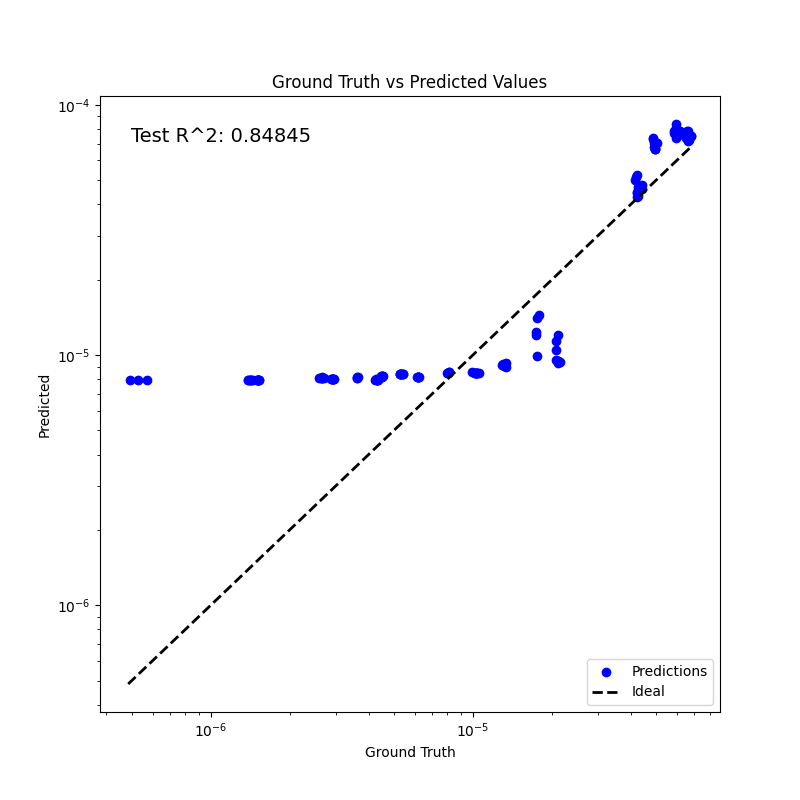 Ground Truth vs Predicted Values
Test R^2: 0.84845
10⁻⁴
10⁻⁵
10⁻⁶
Predicted
10⁻⁶
10⁻⁵
Ground Truth
Predictions
Ideal